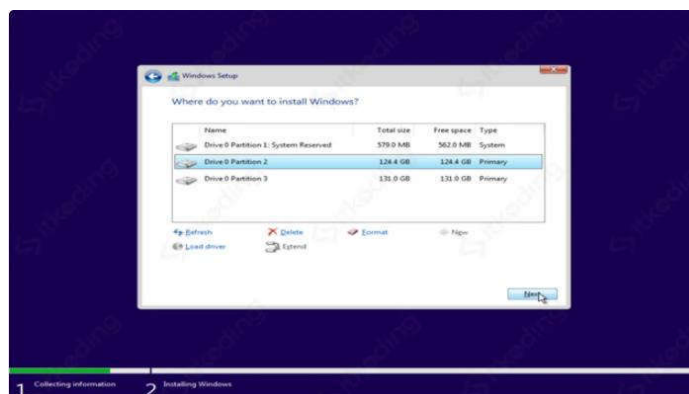 Windows Setup
Where do you want to install Windows?
Name Total size Free space Type
Drive 0 Partition 1: System Reserved 579.0 MB 562.0 MB System
Drive 0 Partition 2 124.4 GB 124.4 GB Primary
Drive 0 Partition 3 131.0 GB 131.0 GB Primary
Refresh Delete Format New
Load driver Extend
Next
1 Collecting information 2 Installing Windows
itkoding